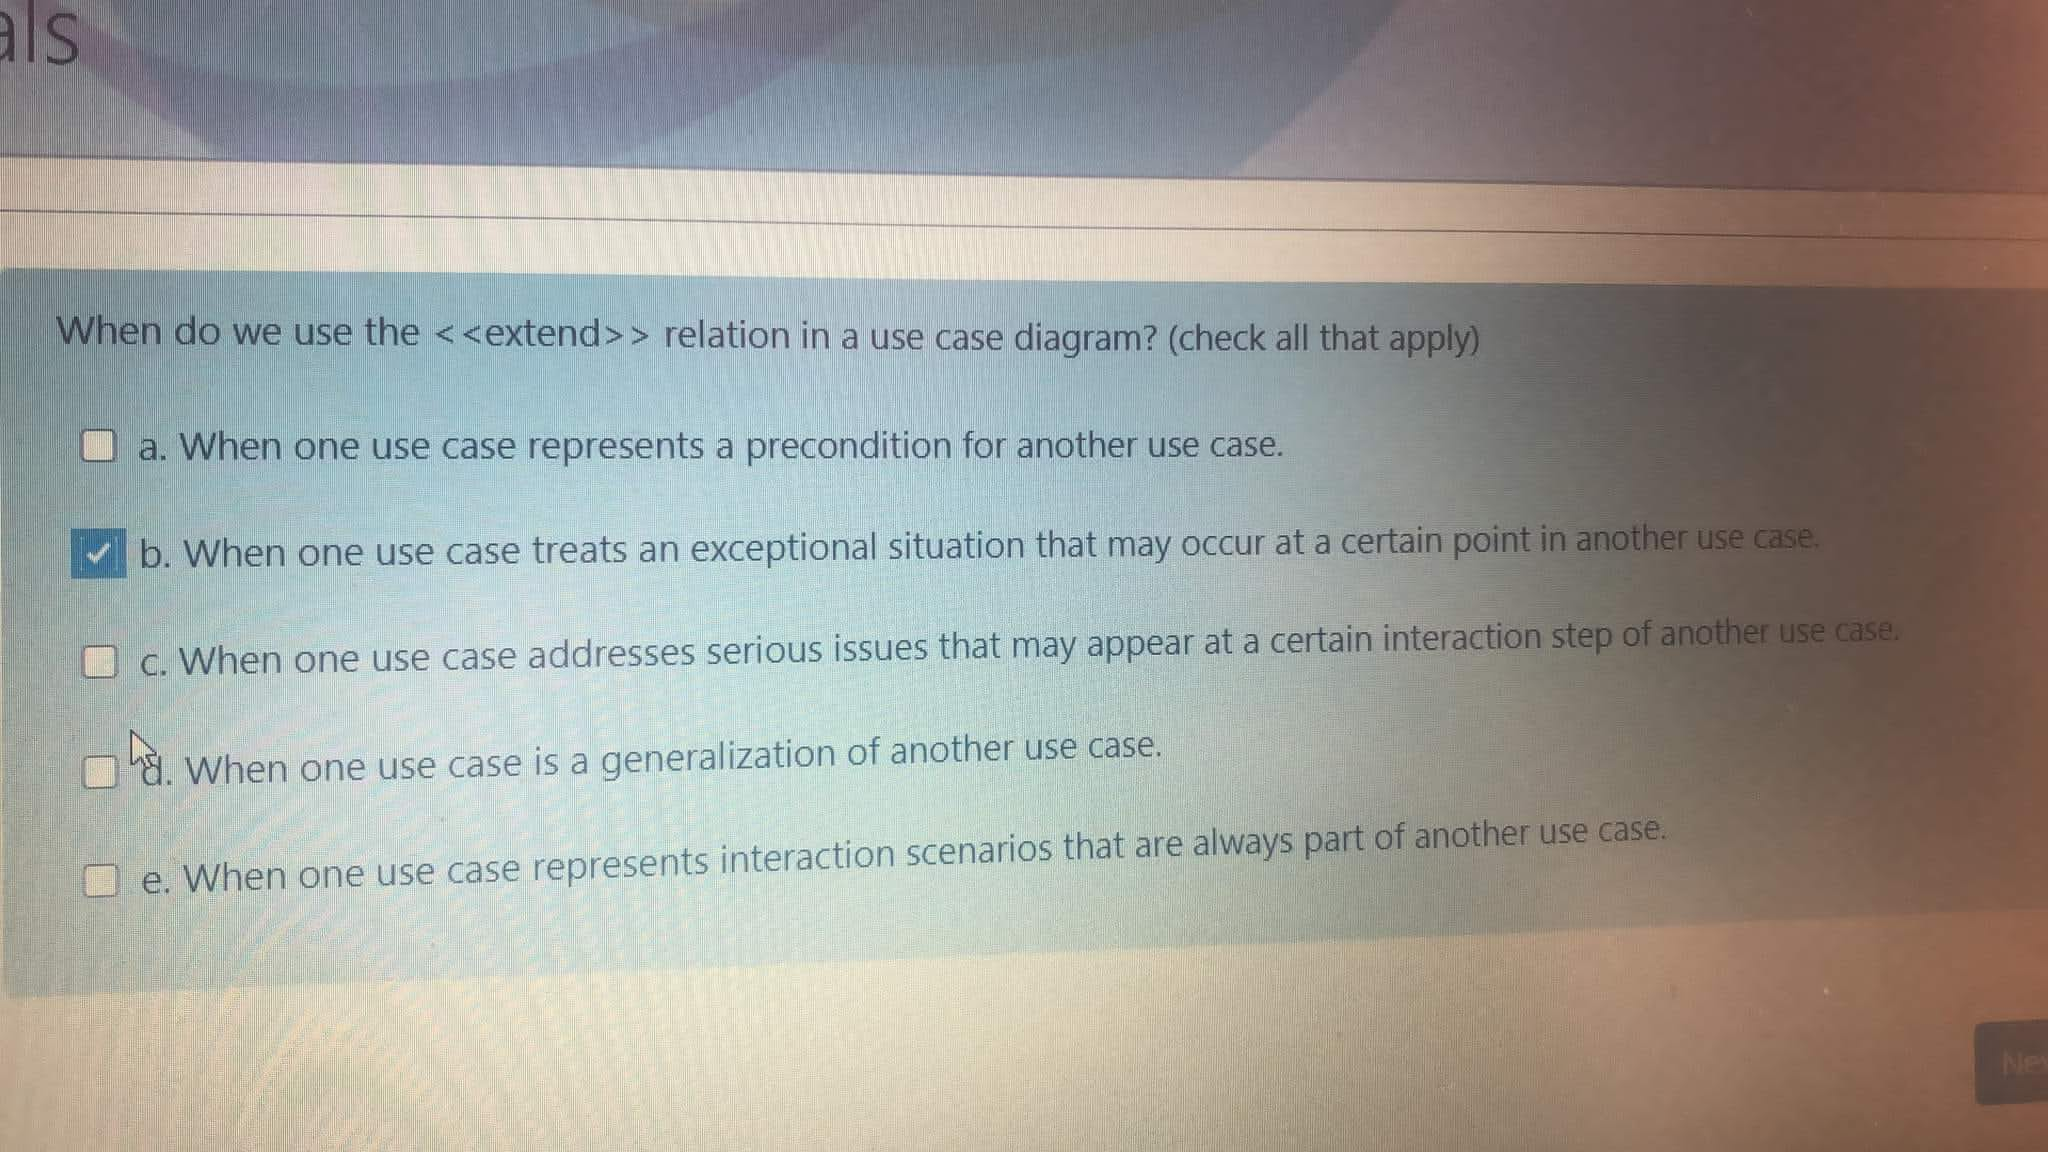 als
When do we use the <<extend>> relation in a use case diagram? (check all that apply)
a. When one use case represents a precondition for another use case.
b. When one use case treats an exceptional situation that may occur at a certain point in another use case.
c. When one use case addresses serious issues that may appear at a certain interaction step of another use case.
d. When one use case is a generalization of another use case.
e. When one use case represents interaction scenarios that are always part of another use case.